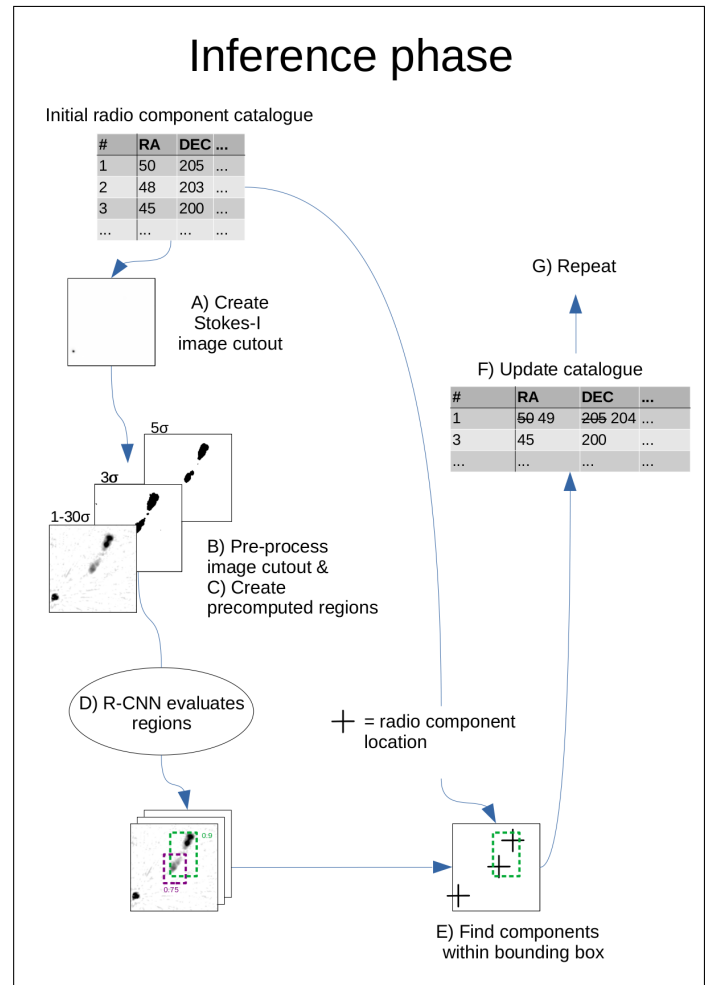 Inference phase
Initial radio component catalogue
# RA DEC ...
1 50 205 ...
2 48 203 ...
3 45 200 ...
... ... ... ...
A) Create
Stokes-I
image cutout
5σ
3σ
1-30σ
B) Pre-process
image cutout &
C) Create
precomputed regions
D) R-CNN evaluates
regions
0.9
0.75
= radio component
location
E) Find components
within bounding box
F) Update catalogue
# RA DEC ...
1 50 49 205 204 ...
3 45 200 ...
... ... ... ...
G) Repeat